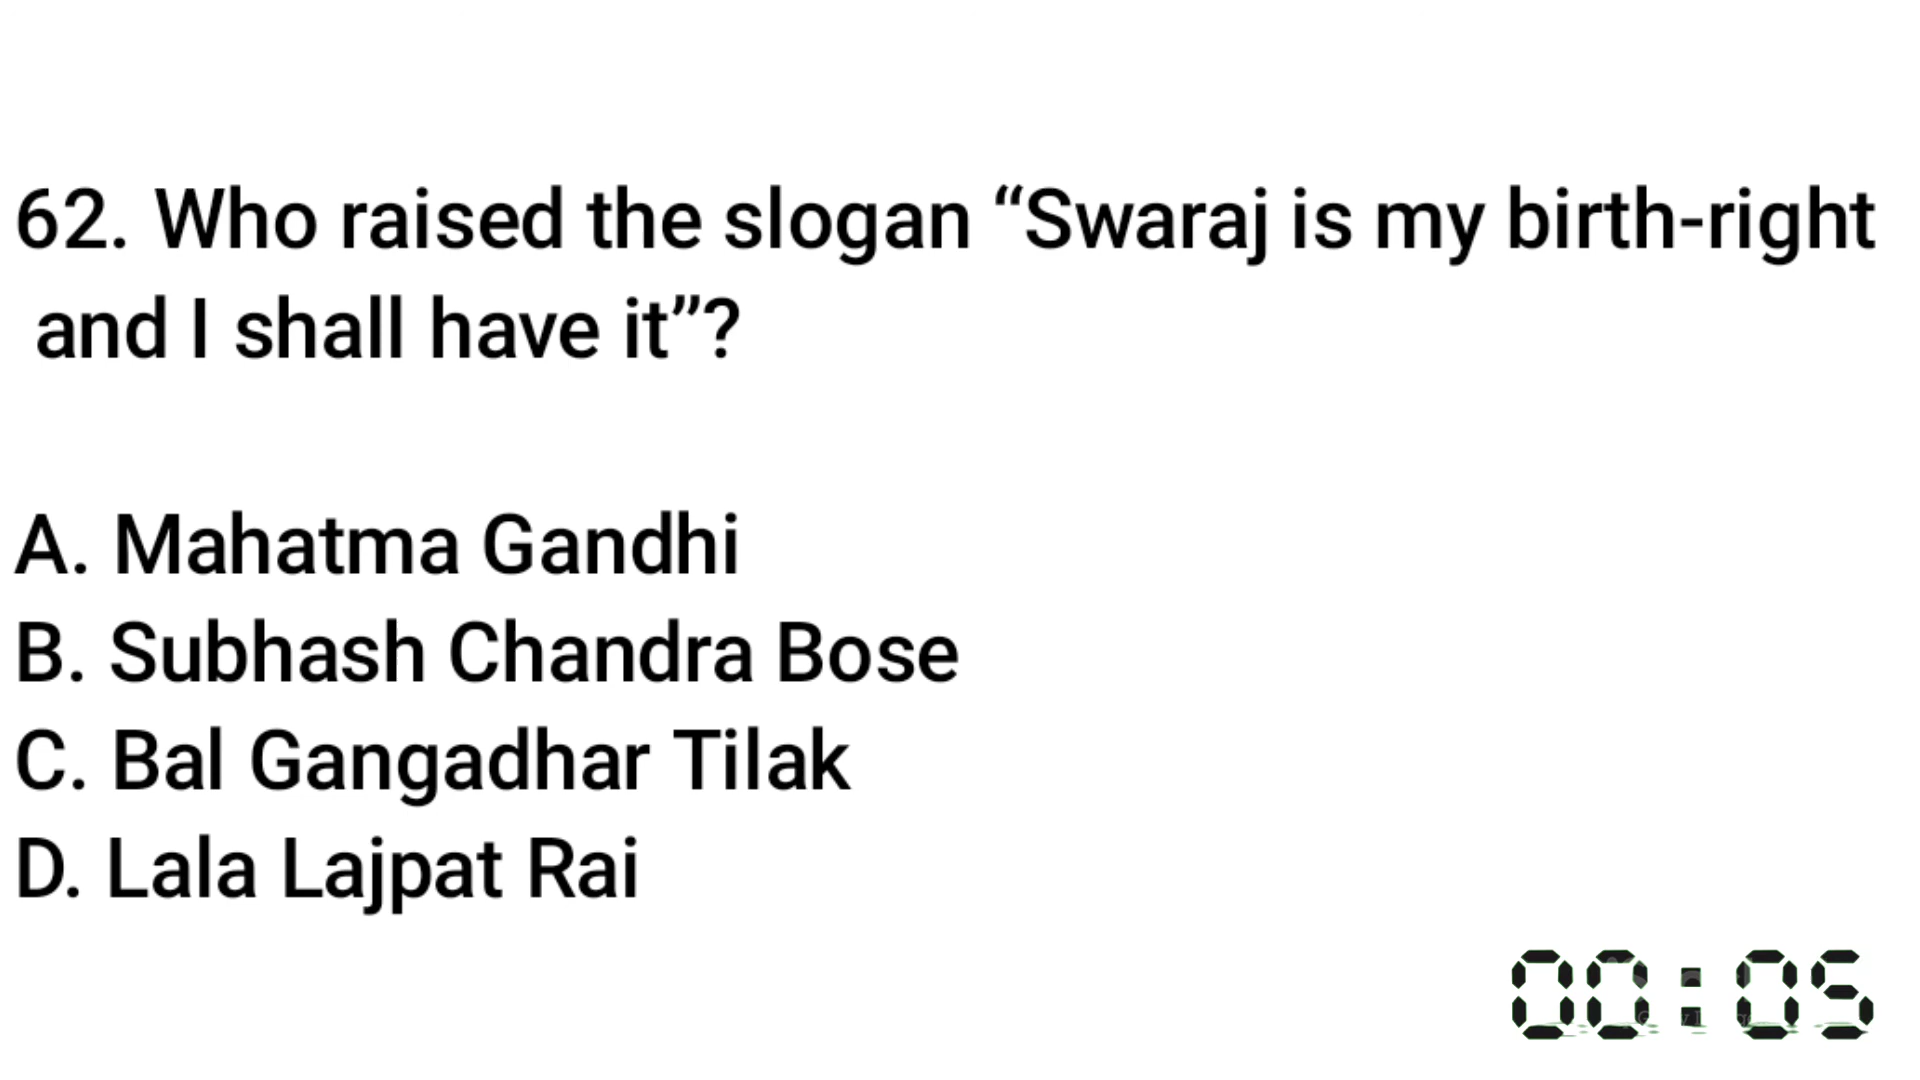 62. Who raised the slogan “Swaraj is my birth-right
and I shall have it”?
A. Mahatma Gandhi
B. Subhash Chandra Bose
C. Bal Gangadhar Tilak
D. Lala Lajpat Rai
00:05